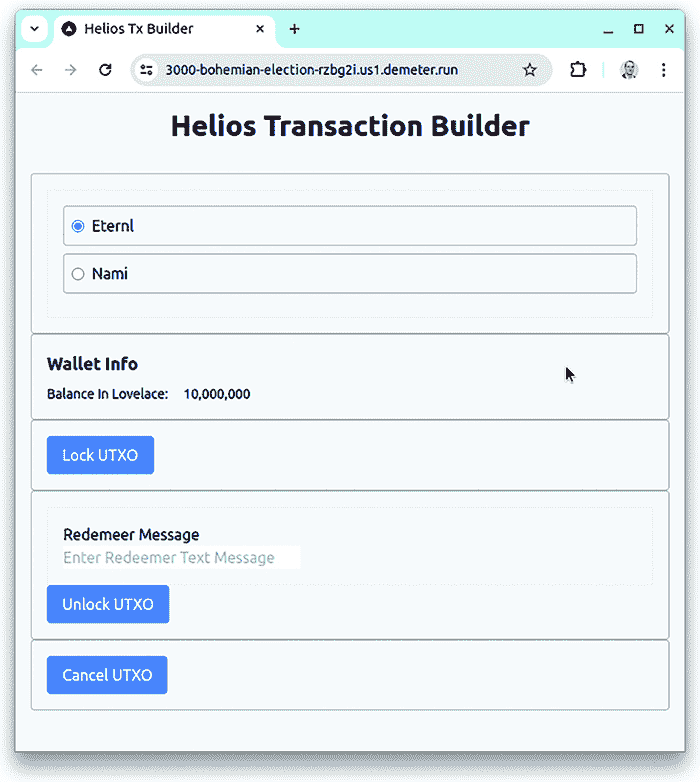 Helios Tx Builder
3000-bohemian-election-rzbg2i.us1.demeter.run
Helios Transaction Builder
Eternl
Nami
Wallet Info
Balance In Lovelace: 10,000,000
Lock UTXO
Redemeer Message
Enter Redeemer Text Message
Unlock UTXO
Cancel UTXO